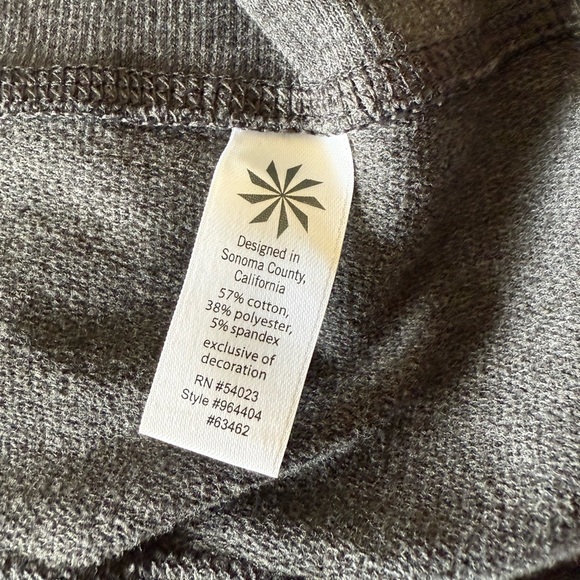 Designed in
Sonoma County,
California
57% cotton,
38% polyester,
5% spandex
exclusive of
decoration
RN #54023
Style #964404
#63462